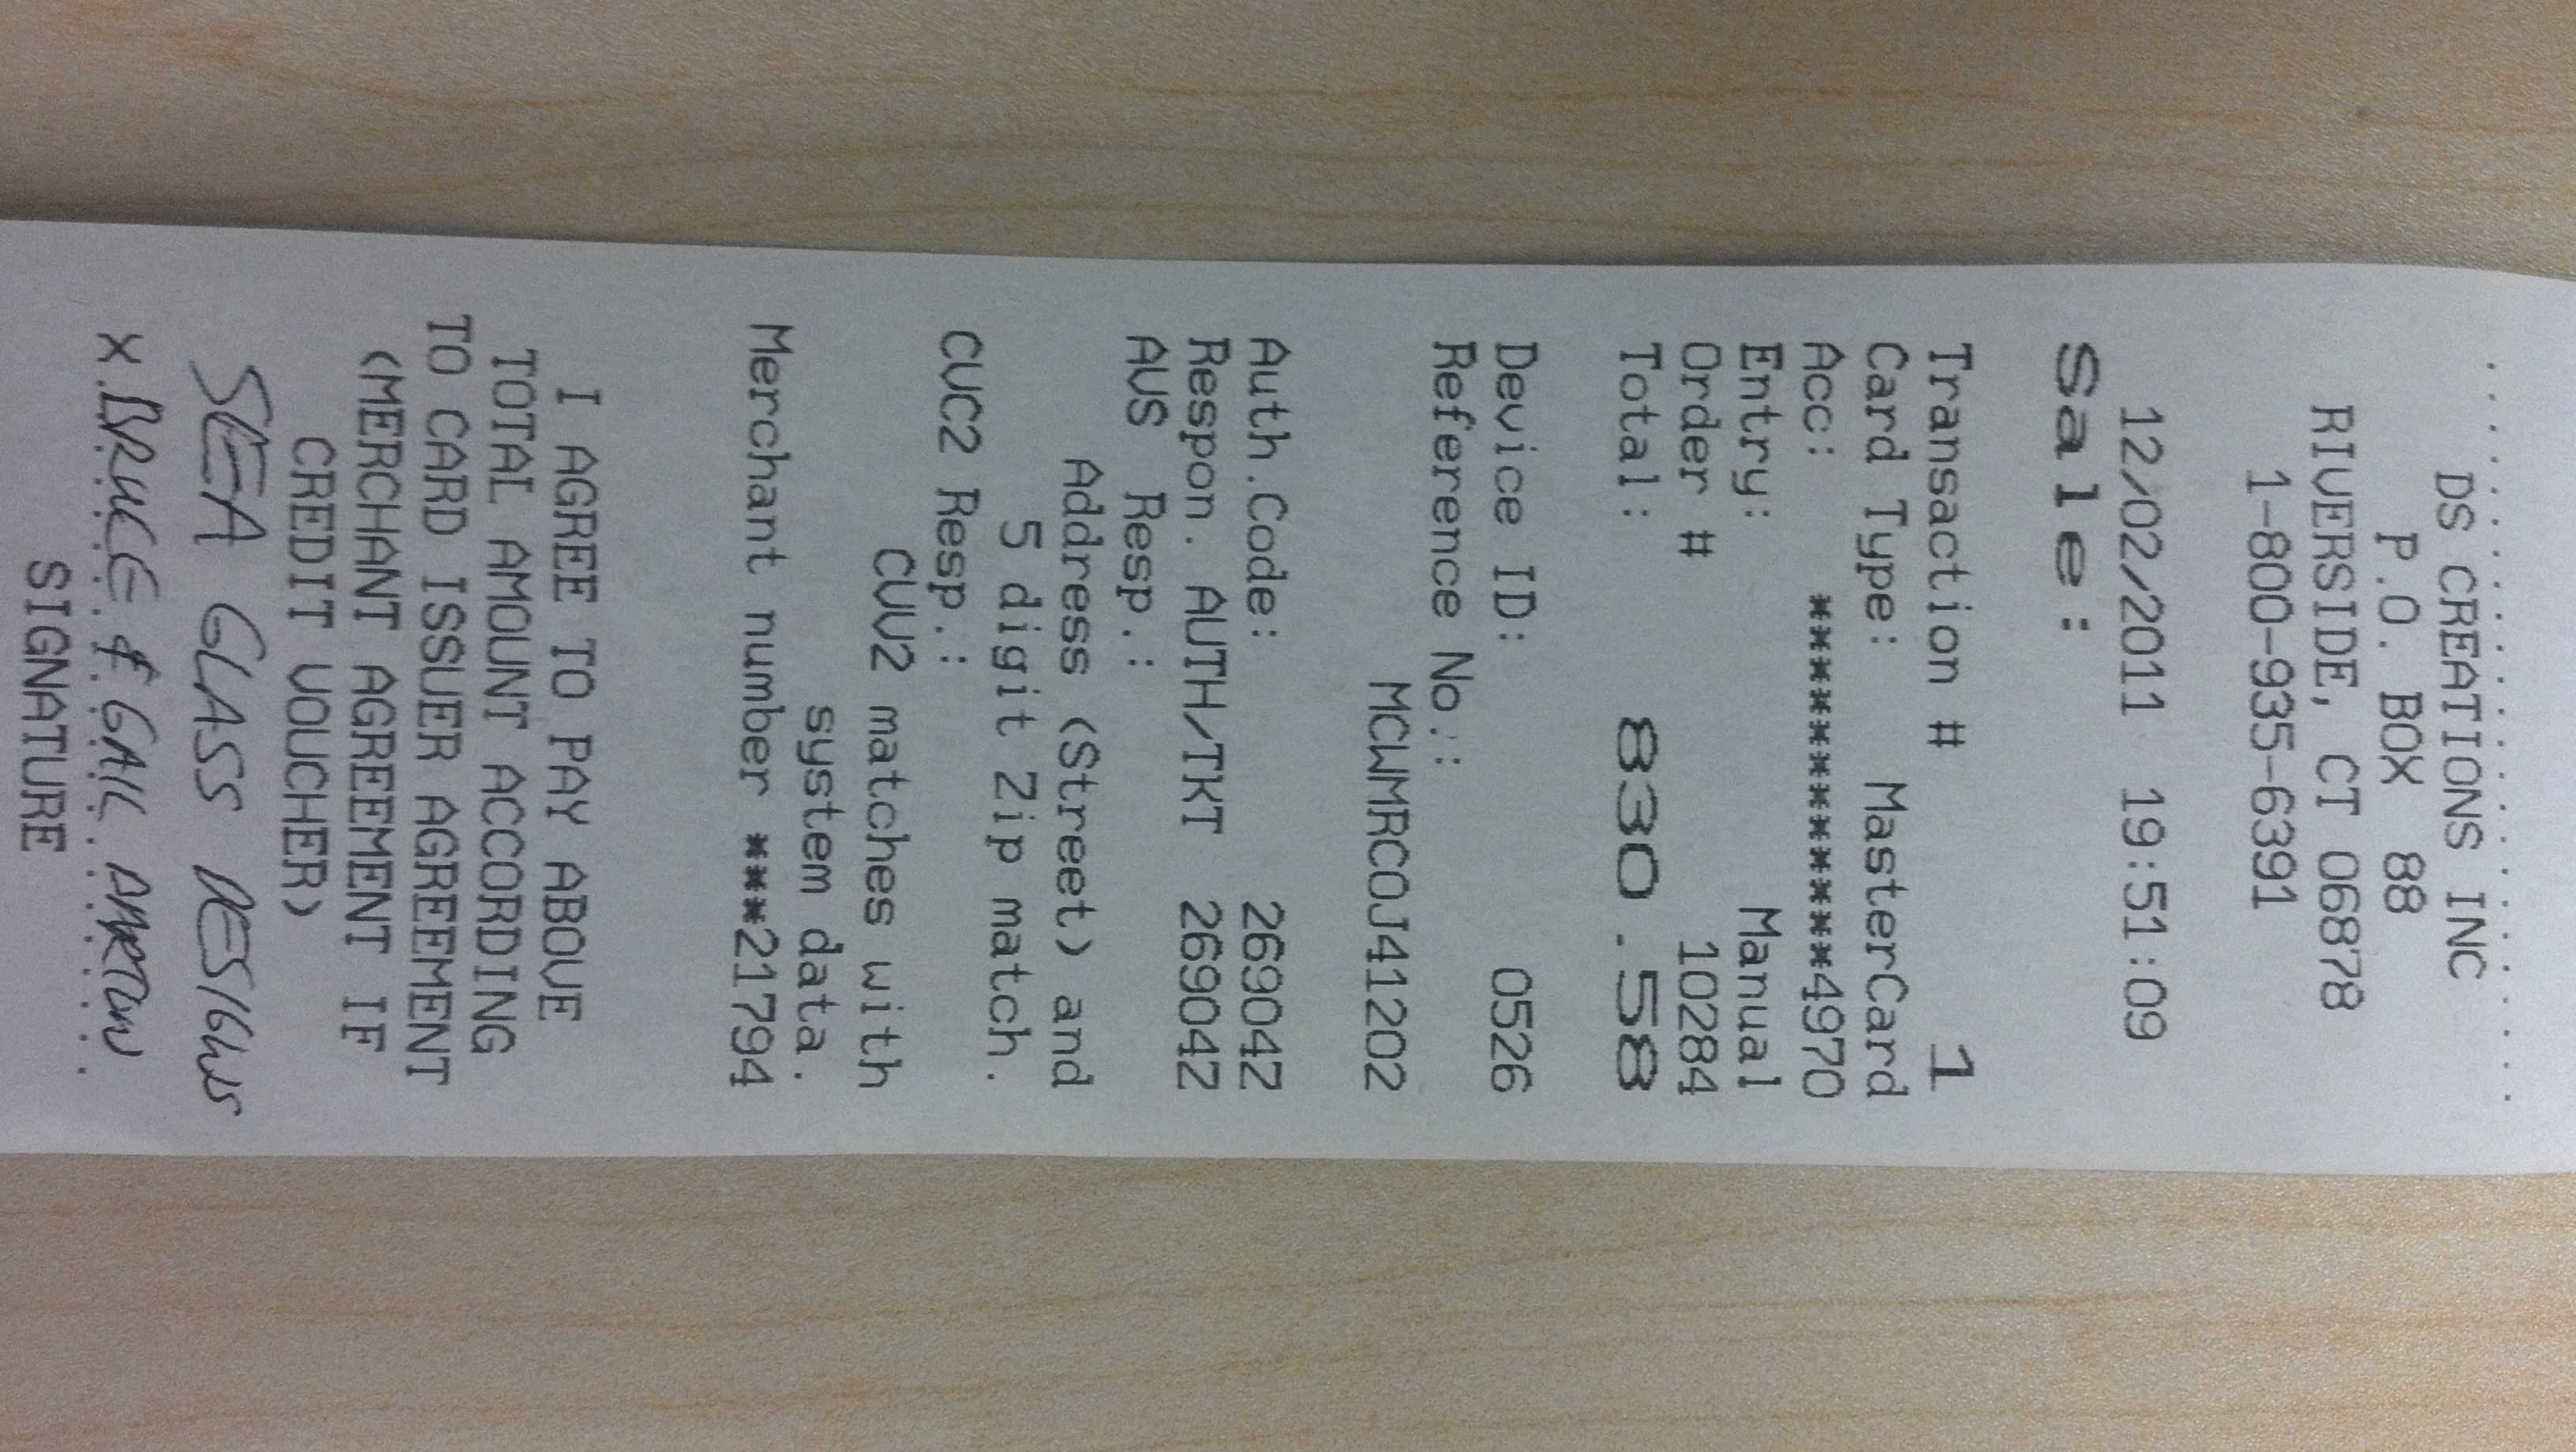 DS CREATIONS INC
P.O. BOX 88
RIVERSIDE, CT 06878
1-800-935-6391
12/02/2011 19:51:09
Sale:
Transaction # 1
Card Type: MasterCard
Acc: ************4970
Entry: Manual
Order # 10284
Total: 830.58
Device ID: 0526
Reference No.:
MCWMRCOJ41202
Auth.Code: 269042
Respon. AUTH/TKT 269042
AVS Resp.:
Address (Street) and
5 digit Zip match.
CVC2 Resp.:
CVV2 matches with
system data.
Merchant number ***21794
I AGREE TO PAY ABOVE
TOTAL AMOUNT ACCORDING
TO CARD ISSUER AGREEMENT
(MERCHANT AGREEMENT IF
CREDIT VOUCHER)
SEA GLASS DESIGNS
X BRUCE & GAIL
SIGNATURE